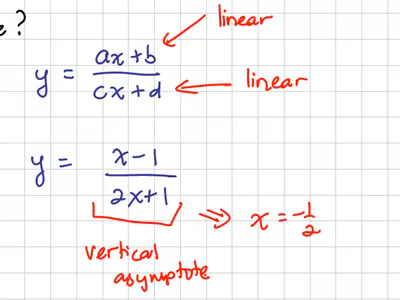 ?
linear
y = (ax+b)/(cx+d)
linear
y = (x-1)/(2x+1)
⇒ x = -1/2
vertical
asymptote